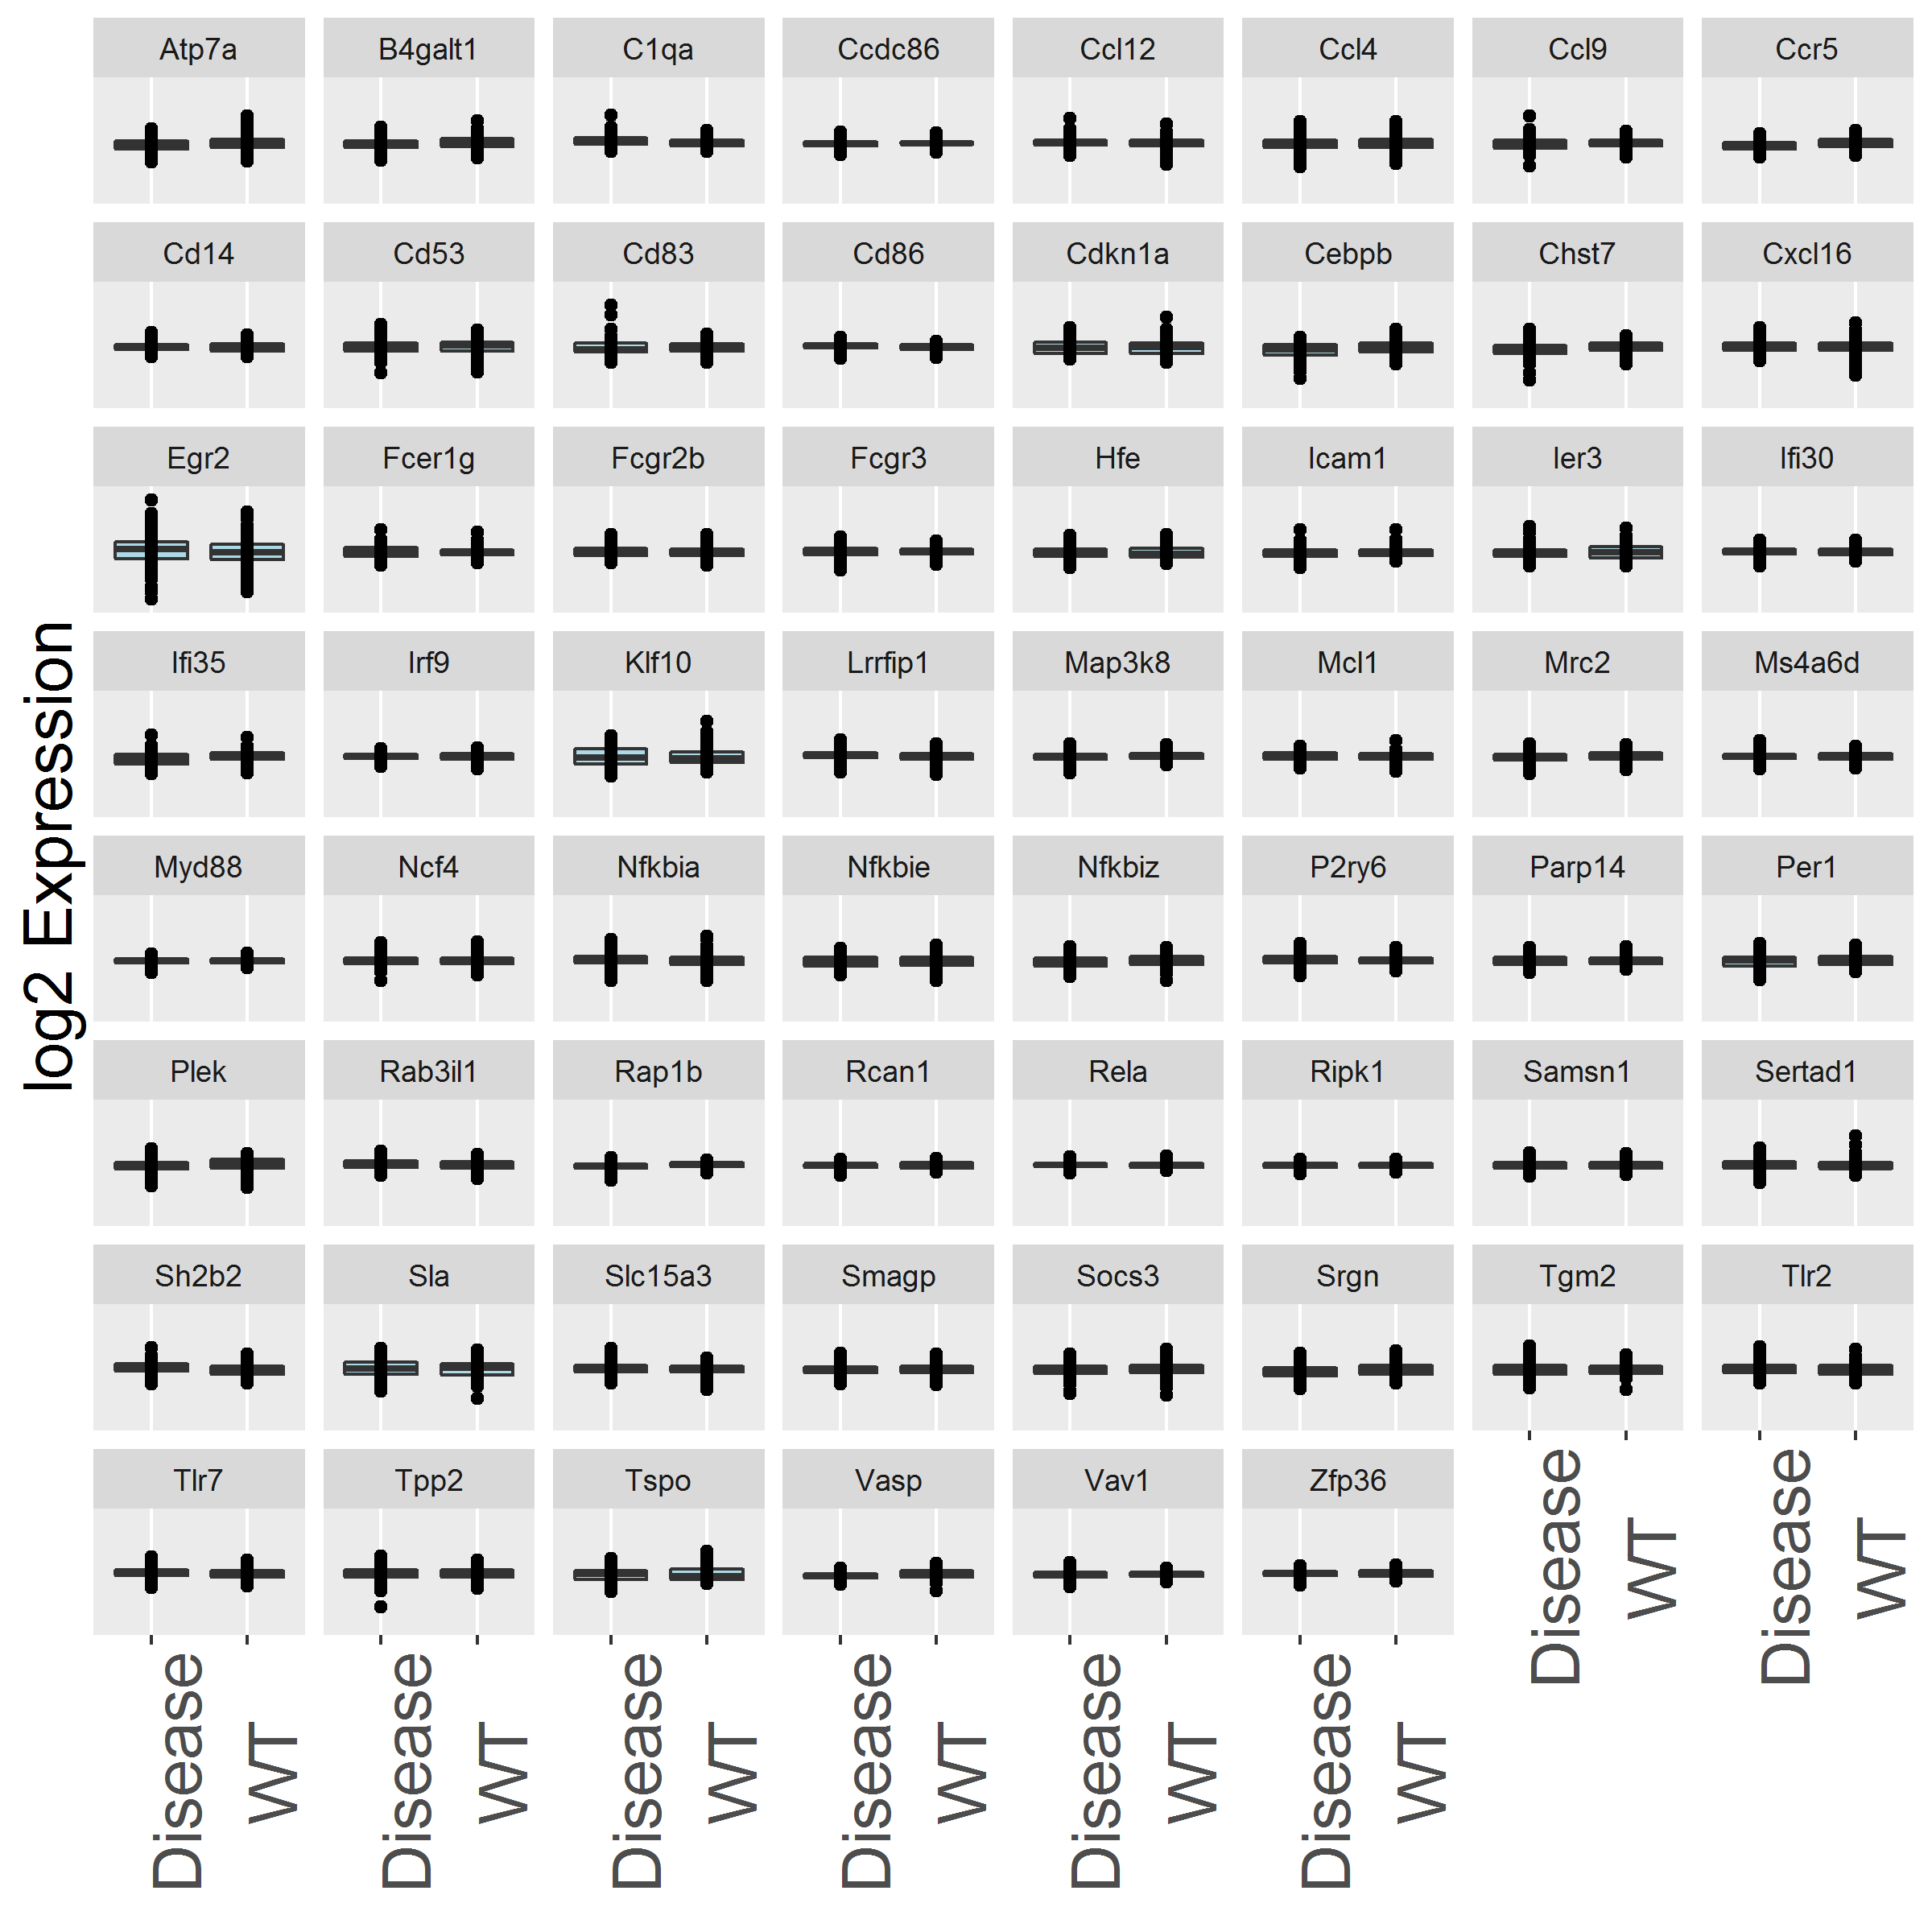 Atp7a B4galt1 C1qa Ccdc86 Ccl12 Ccl4 Ccl9 Ccr5
Cd14 Cd53 Cd83 Cd86 Cdkn1a Cebpb Chst7 Cxcl16
Egr2 Fcer1g Fcgr2b Fcgr3 Hfe Icam1 Ier3 Ifi30
Ifi35 Irf9 Klf10 Lrrfip1 Map3k8 Mcl1 Mrc2 Ms4a6d
Myd88 Ncf4 Nfkbia Nfkbie Nfkbiz P2ry6 Parp14 Per1
Plek Rab3il1 Rap1b Rcan1 Rela Ripk1 Samsn1 Sertad1
Sh2b2 Sla Slc15a3 Smagp Socs3 Srgn Tgm2 Tlr2
Tlr7 Tpp2 Tspo Vasp Vav1 Zfp36
Disease WT Disease WT
Disease WT Disease WT Disease WT Disease WT Disease WT Disease WT
log2 Expression